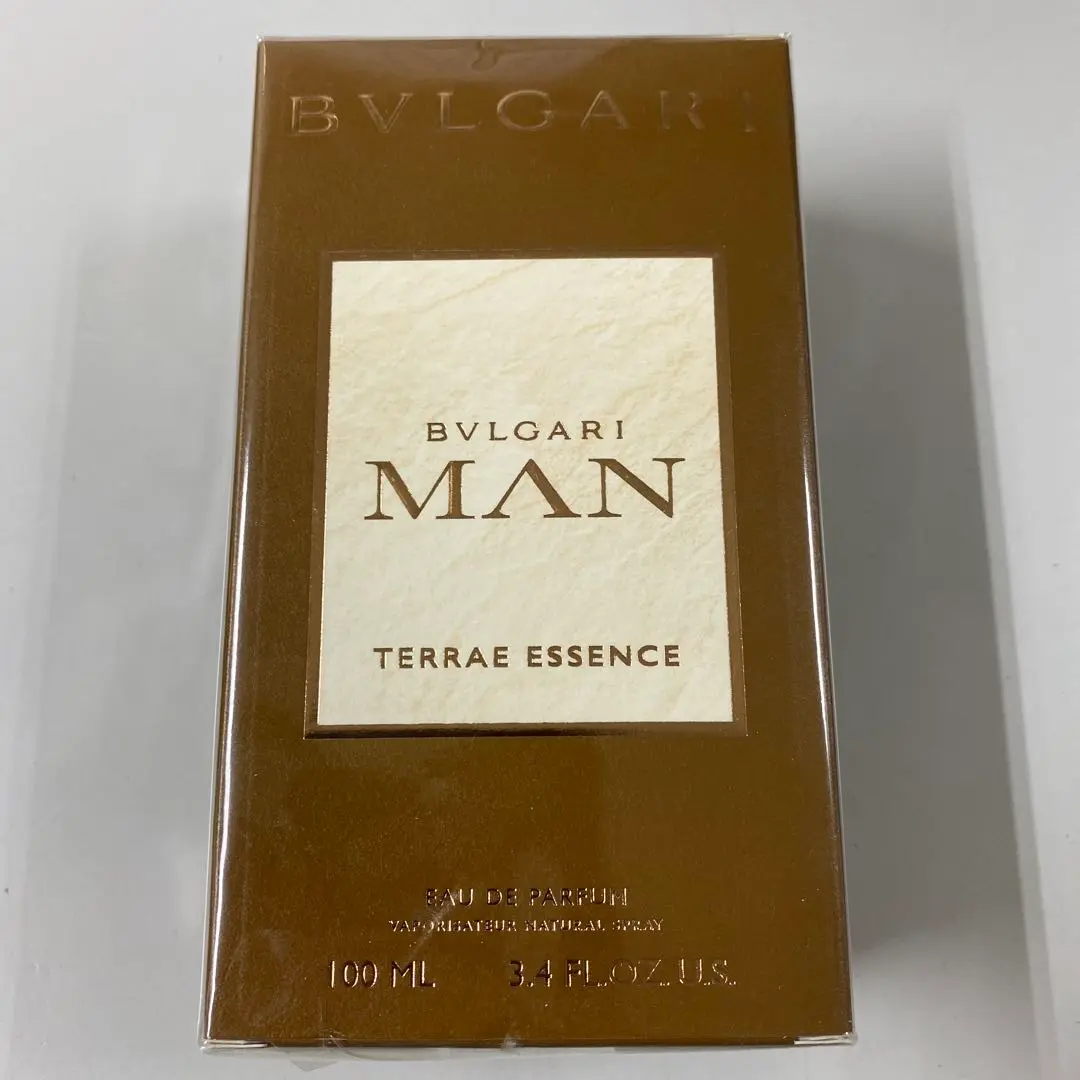 BVLGARI
BVLGARI
MAN
TERRAE ESSENCE
EAU DE PARFUM
VAPORISATEUR NATURAL SPRAY
100 ML 3.4 FL.OZ. U.S.